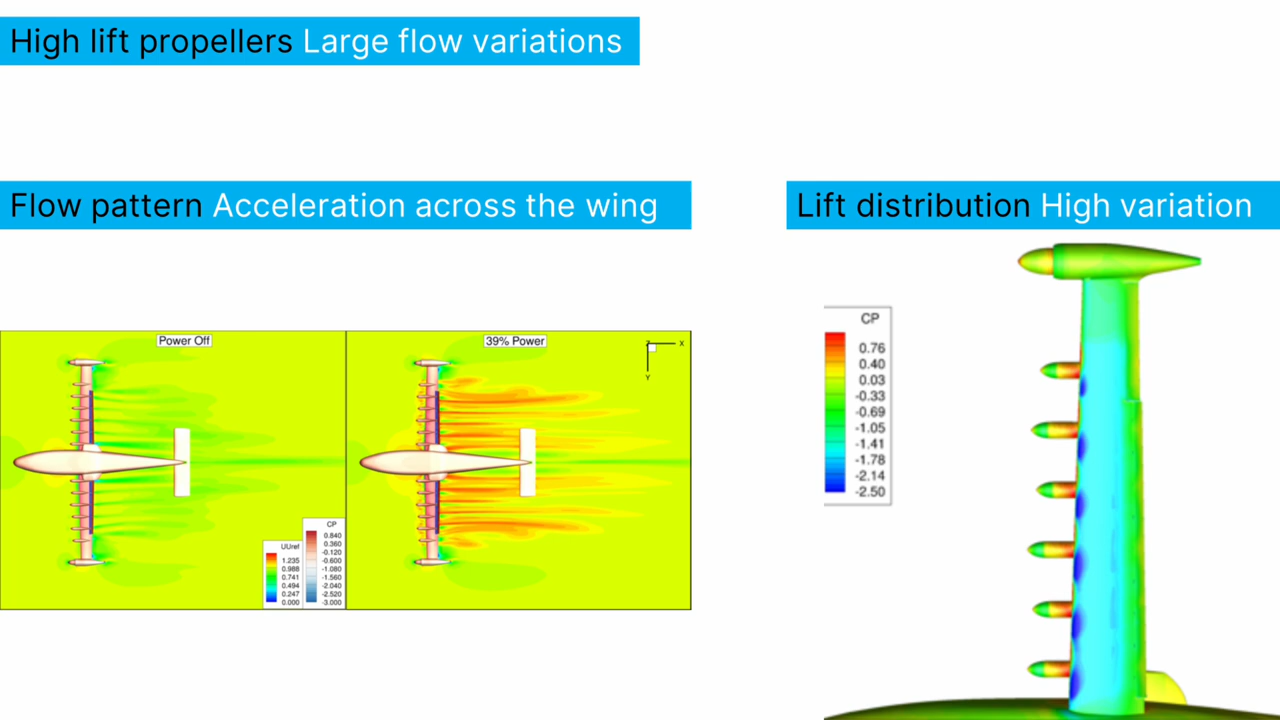 High lift propellers Large flow variations
Flow pattern Acceleration across the wing
Lift distribution High variation
Power Off
39% Power
Z
X
Y
UUref
1.235
0.988
0.741
0.494
0.247
0.000
CP
0.840
0.360
-0.120
-0.600
-1.080
-1.560
-2.040
-2.520
-3.000
CP
0.76
0.40
0.03
-0.33
-0.69
-1.05
-1.41
-1.78
-2.14
-2.50